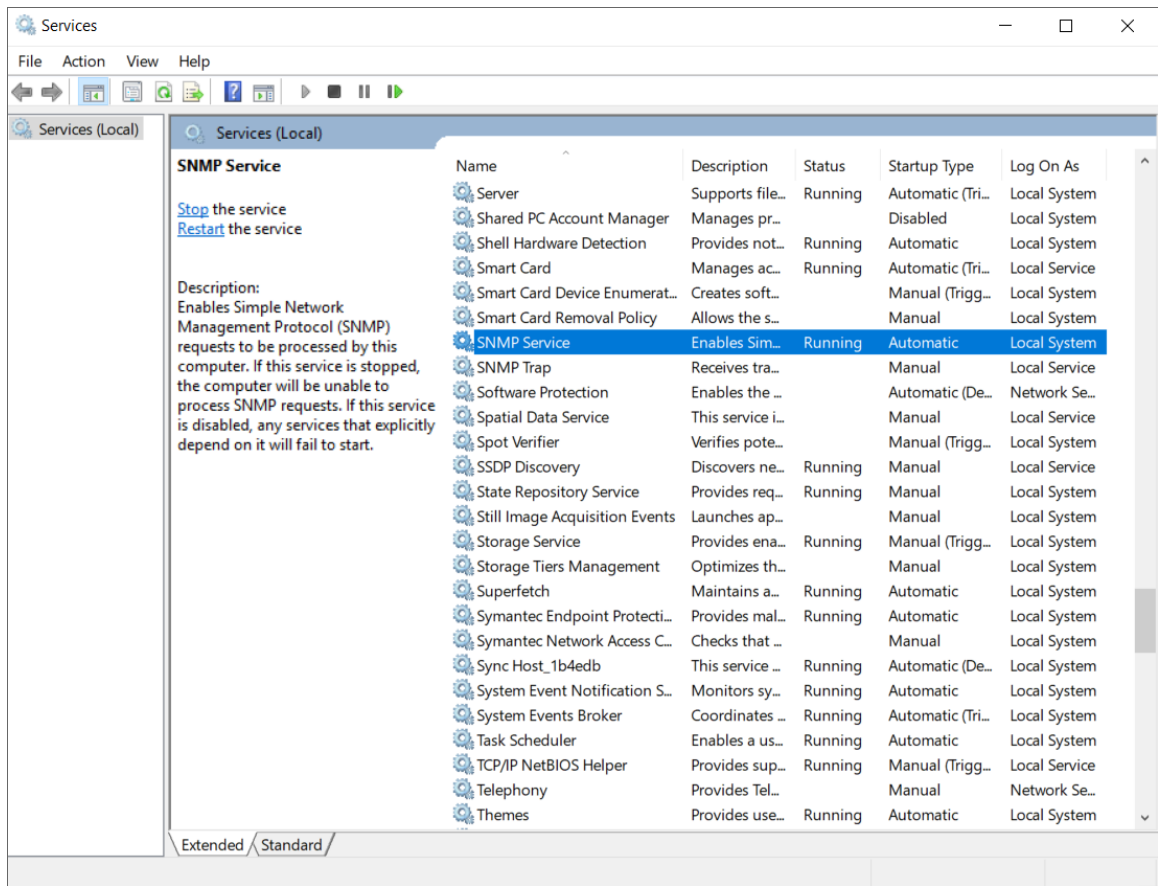 Services
File Action View Help
Services (Local)
Services (Local)
SNMP Service
Stop the service
Restart the service
Description:
Enables Simple Network
Management Protocol (SNMP)
requests to be processed by this
computer. If this service is stopped,
the computer will be unable to
process SNMP requests. If this service
is disabled, any services that explicitly
depend on it will fail to start.
Name Description Status Startup Type Log On As
Server Supports file... Running Automatic (Tri... Local System
Shared PC Account Manager Manages pr... Disabled Local System
Shell Hardware Detection Provides not... Running Automatic Local System
Smart Card Manages ac... Running Automatic (Tri... Local Service
Smart Card Device Enumerat... Creates soft... Manual (Trigg... Local System
Smart Card Removal Policy Allows the s... Manual Local System
SNMP Service Enables Sim... Running Automatic Local System
SNMP Trap Receives tra... Manual Local Service
Software Protection Enables the ... Automatic (De... Network Se...
Spatial Data Service This service i... Manual Local Service
Spot Verifier Verifies pote... Manual (Trigg... Local System
SSDP Discovery Discovers ne... Running Manual Local Service
State Repository Service Provides req... Running Manual Local System
Still Image Acquisition Events Launches ap... Manual Local System
Storage Service Provides ena... Running Manual (Trigg... Local System
Storage Tiers Management Optimizes th... Manual Local System
Superfetch Maintains a... Running Automatic Local System
Symantec Endpoint Protecti... Provides mal... Running Automatic Local System
Symantec Network Access C... Checks that ... Manual Local System
Sync Host_1b4edb This service ... Running Automatic (De... Local System
System Event Notification S... Monitors sy... Running Automatic Local System
System Events Broker Coordinates ... Running Automatic (Tri... Local System
Task Scheduler Enables a us... Running Automatic Local System
TCP/IP NetBIOS Helper Provides sup... Running Manual (Trigg... Local Service
Telephony Provides Tel... Manual Network Se...
Themes Provides use... Running Automatic Local System
Extended Standard